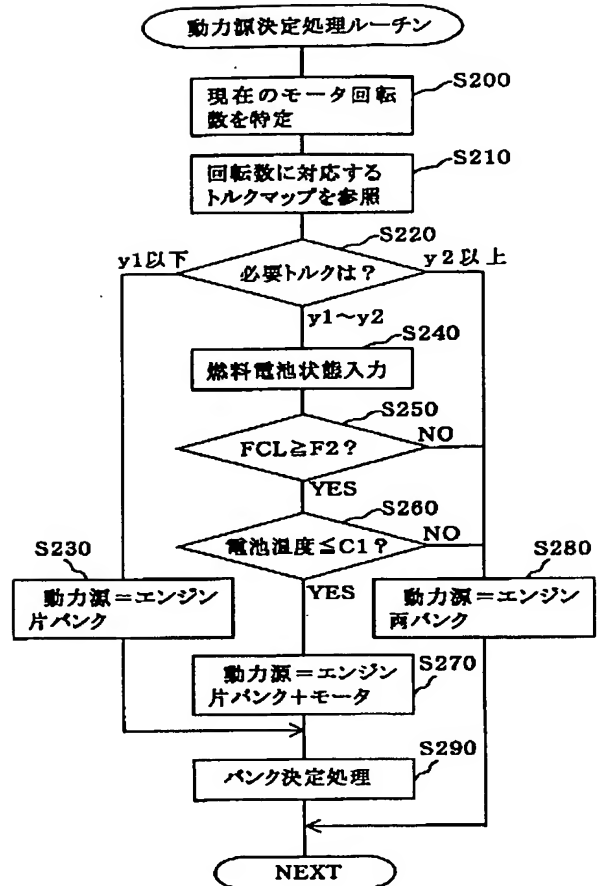 動力源決定処理ルーチン
S200
現在のモータ回転
数を特定
S210
回転数に対応する
トルクマップを参照
S220
y1以下
必要トルクは？
y2以上
y1～y2
S240
燃料電池状態入力
S250
FCL≧F2？
NO
YES
S260
電池温度≦C1？
NO
YES
S230
動力源＝エンジン
片バンク
S280
動力源＝エンジン
両バンク
S270
動力源＝エンジン
片バンク＋モータ
S290
バンク決定処理
NEXT